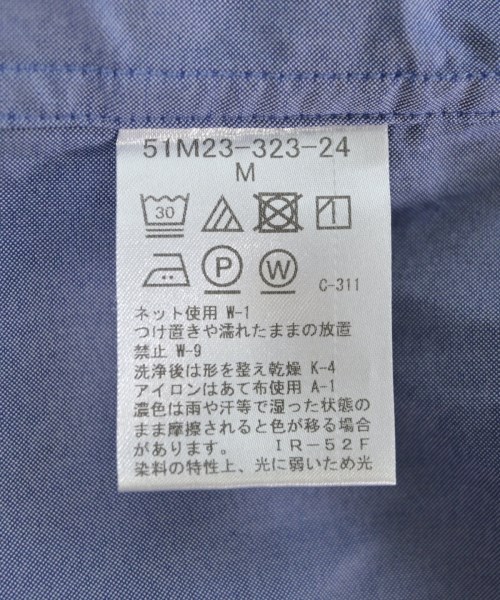 51M23-323-24
M
30
P W C-311
ネット使用 W-1
つけ置きや濡れたままの放置
禁止 W-9
洗浄後は形を整え乾燥 K-4
アイロンはあて布使用 A-1
濃色は雨や汗等で湿った状態の
まま摩擦されると色が移る場合
があります。 IR-52F
染料の特性上、光に弱いため光